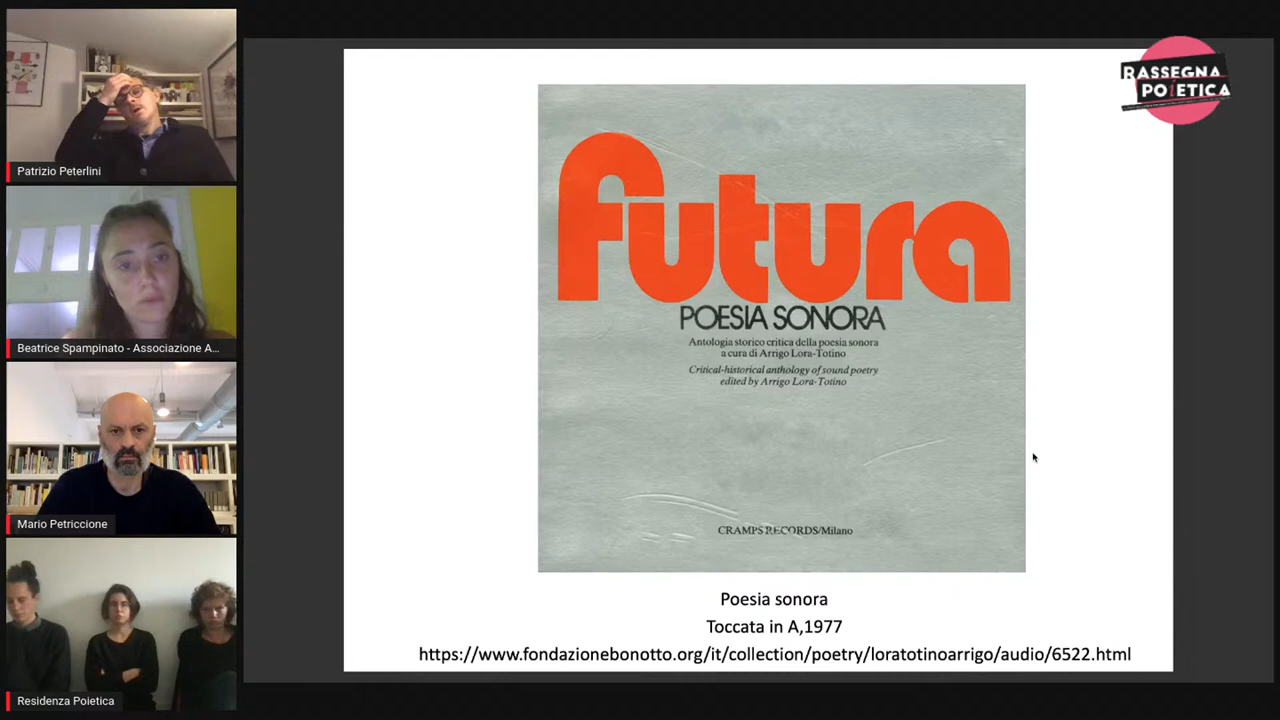 Patrizio Peterlini
Beatrice Spampinato - Associazione A...
Mario Petriccione
Residenza Poietica
RASSEGNA
POiETICA
futura
POESIA SONORA
Antologia storico critica della poesia sonora
a cura di Arrigo Lora-Totino
Critical-historical anthology of sound poetry
edited by Arrigo Lora-Totino
CRAMPS RECORDS/Milano
Poesia sonora
Toccata in A,1977
https://www.fondazionebonotto.org/it/collection/poetry/loratotinoarrigo/audio/6522.html